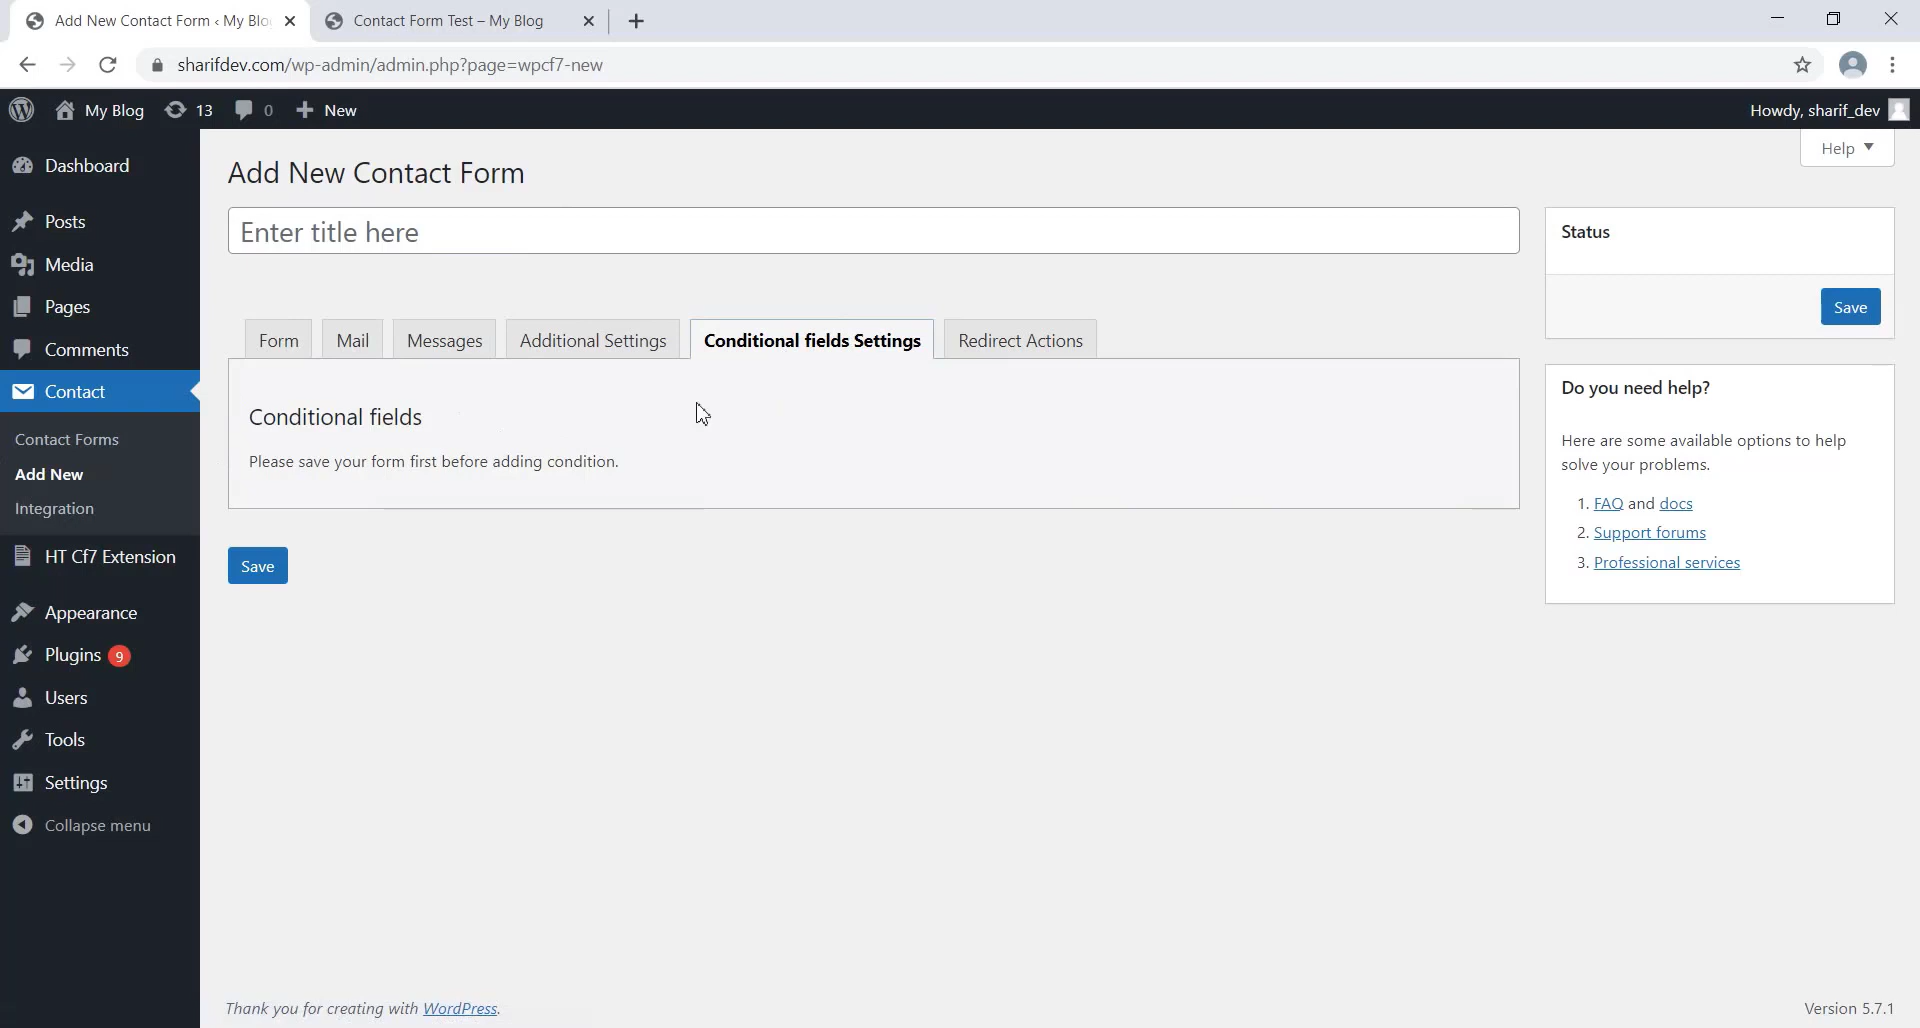 Add New Contact Form ‹ My Blo
Contact Form Test – My Blog
sharifdev.com/wp-admin/admin.php?page=wpcf7-new
My Blog 13 0 New
Howdy, sharif_dev
Help
Dashboard
Posts
Media
Pages
Comments
Contact
Contact Forms
Add New
Integration
HT Cf7 Extension
Appearance
Plugins 9
Users
Tools
Settings
Collapse menu
Add New Contact Form
Enter title here
Form Mail Messages Additional Settings Conditional fields Settings Redirect Actions
Conditional fields
Please save your form first before adding condition.
Save
Status
Save
Do you need help?
Here are some available options to help
solve your problems.
1. FAQ and docs
2. Support forums
3. Professional services
Thank you for creating with WordPress.
Version 5.7.1